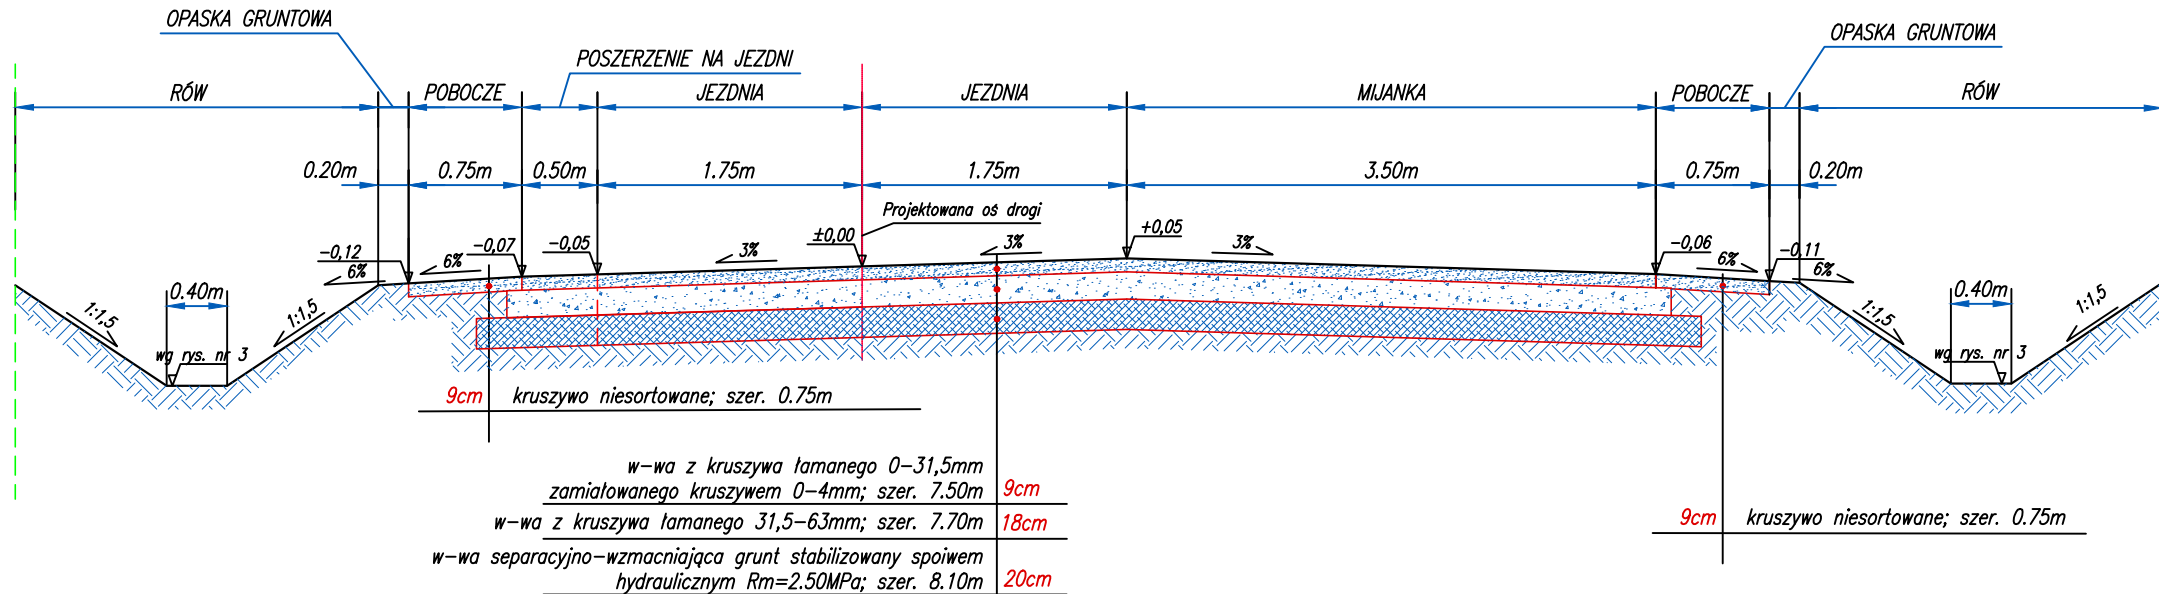 OPASKA GRUNTOWA
OPASKA GRUNTOWA
POSZERZENIE NA JEZDNI
RÓW
POBOCZE
JEZDNIA
JEZDNIA
MIJANKA
POBOCZE
RÓW
0.20m
0.75m
0.50m
1.75m
1.75m
3.50m
0.75m
0.20m
Projektowana oś drogi
-0,12
-0,07
-0,05
±0,00
+0,05
-0,06
-0,11
6%
6%
3%
3%
3%
6%
6%
1:1,5
0.40m
1:1,5
1:1,5
0.40m
1:1,5
wg rys. nr 3
wg rys. nr 3
9cm kruszywo niesortowane; szer. 0.75m
w-wa z kruszywa łamanego 0-31,5mm
zamiałowanego kruszywem 0-4mm; szer. 7.50m 9cm
w-wa z kruszywa łamanego 31,5-63mm; szer. 7.70m 18cm
w-wa separacyjno-wzmacniająca grunt stabilizowany spoiwem
hydraulicznym Rm=2.50MPa; szer. 8.10m 20cm
9cm kruszywo niesortowane; szer. 0.75m